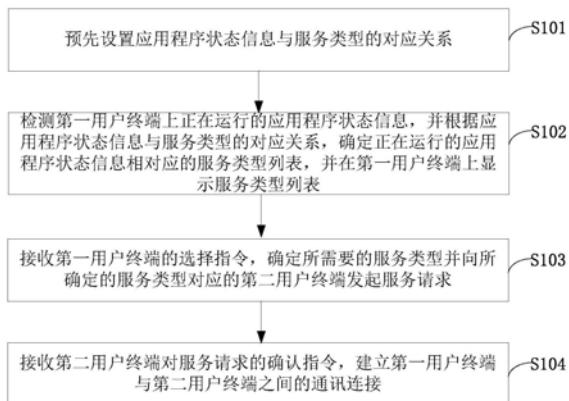 预先设置应用程序状态信息与服务类型的对应关系
S101
检测第一用户终端上正在运行的应用程序状态信息，并根据应
用程序状态信息与服务类型的对应关系，确定正在运行的应用
程序状态信息相对应的服务类型列表，并在第一用户终端上显
示服务类型列表
S102
接收第一用户终端的选择指令，确定所需要的服务类型并向所
确定的服务类型对应的第二用户终端发起服务请求
S103
接收第二用户终端对服务请求的确认指令，建立第一用户终端
与第二用户终端之间的通讯连接
S104